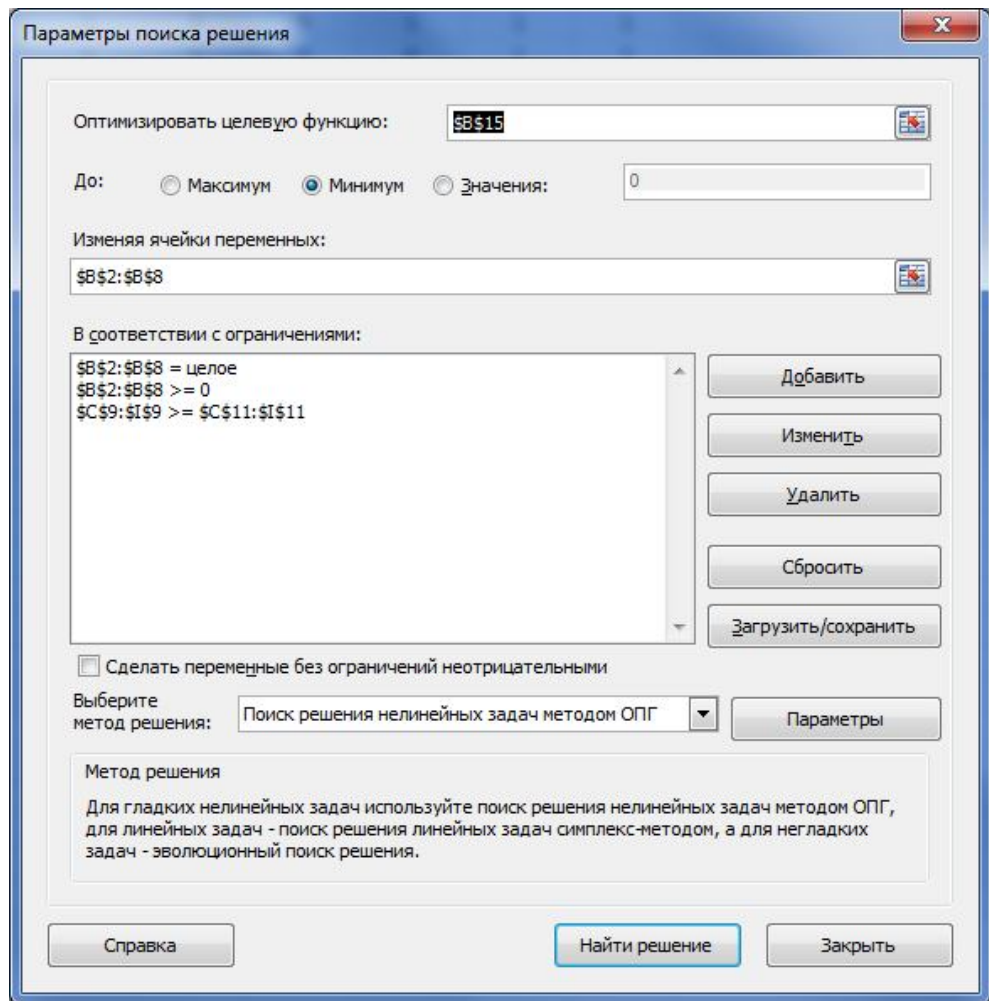 Параметры поиска решения
Оптимизировать целевую функцию: $B$15
До: Максимум Минимум Значения: 0
Изменяя ячейки переменных:
$B$2:$B$8
В соответствии с ограничениями:
$B$2:$B$8 = целое
$B$2:$B$8 >= 0
$C$9:$I$9 >= $C$11:$I$11
Добавить
Изменить
Удалить
Сбросить
Загрузить/сохранить
Сделать переменные без ограничений неотрицательными
Выберите
метод решения:
Поиск решения нелинейных задач методом ОПГ
Параметры
Метод решения
Для гладких нелинейных задач используйте поиск решения нелинейных задач методом ОПГ,
для линейных задач - поиск решения линейных задач симплекс-методом, а для негладких
задач - эволюционный поиск решения.
Справка Найти решение Закрыть